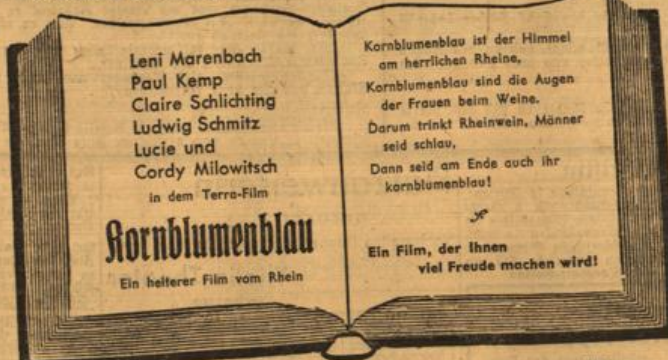 Leni Marenbach
Paul Kemp
Claire Schlichting
Ludwig Schmitz
Lucie und
Cordy Milowitsch
in dem Terra-Film
Kornblumenblau
Ein heiterer Film vom Rhein
Kornblumenblau ist der Himmel
am herrlichen Rheine,
Kornblumenblau sind die Augen
der Frauen beim Weine.
Darum trinkt Rheinwein, Männer
seid schlau,
Dann seid am Ende auch ihr
kornblumenblau!
Ein Film, der Ihnen
viel Freude machen wird!